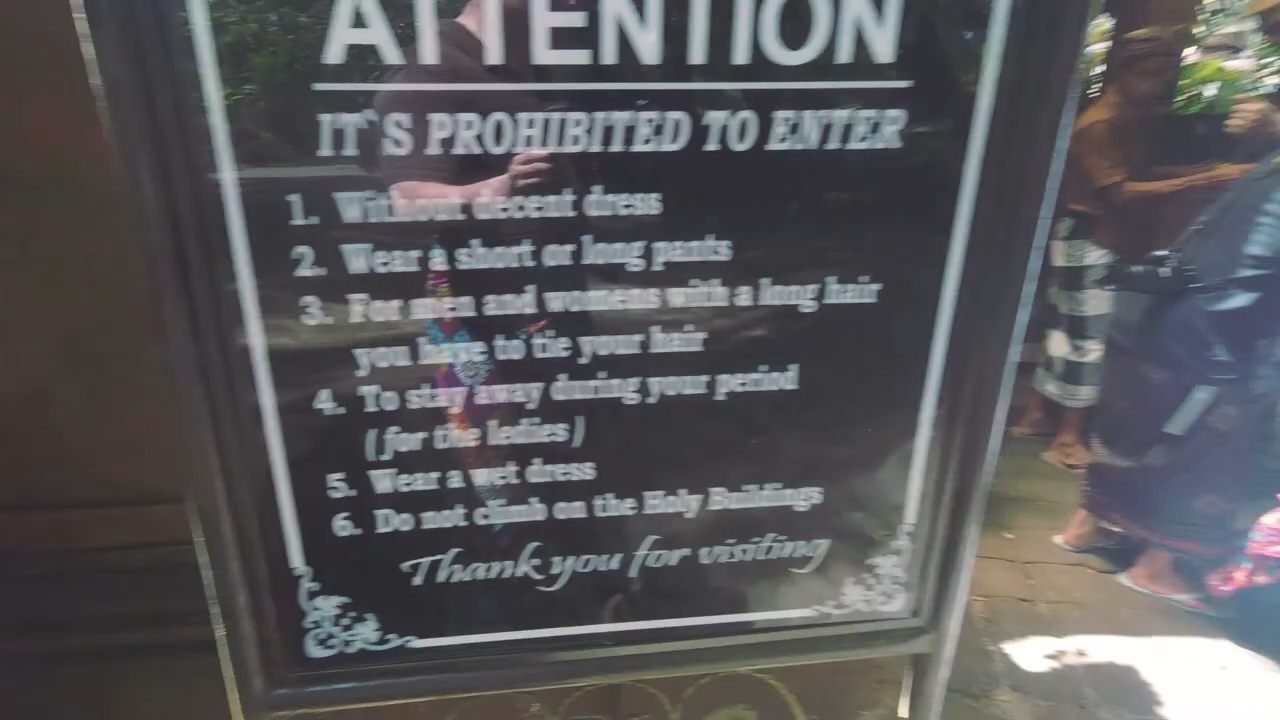 ATTENTION
IT`S PROHIBITED TO ENTER
1. Without decent dress
2. Wear a short or long pants
3. For men and womens with a long hair
you have to tie your hair
4. To stay away during your period
(for the ledies)
5. Wear a wet dress
6. Do not climb on the Holy Buildings
Thank you for visiting